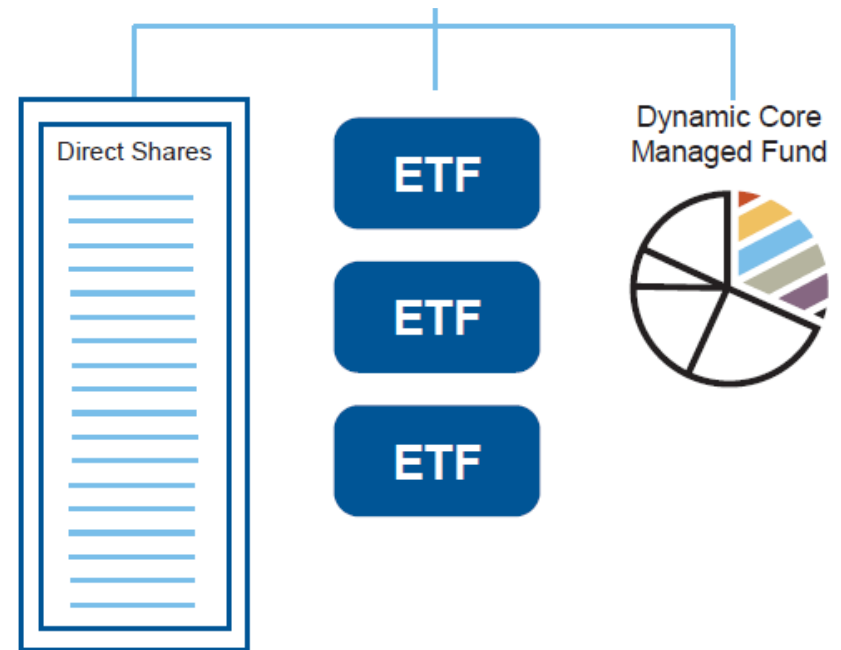 Direct Shares
ETF
ETF
ETF
Dynamic Core
Managed Fund